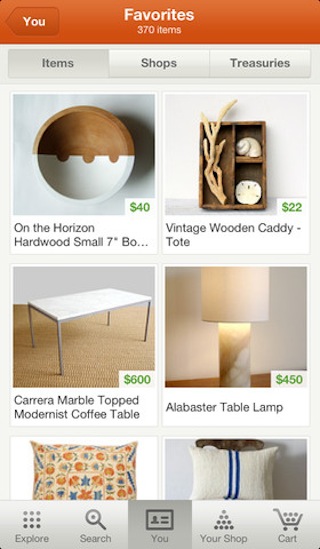 You
Favorites
370 items
Items
Shops
Treasuries
$40
$22
On the Horizon
Hardwood Small 7" Bo...
Vintage Wooden Caddy -
Tote
$600
$450
Carrera Marble Topped
Modernist Coffee Table
Alabaster Table Lamp
Explore
Search
You
Your Shop
Cart